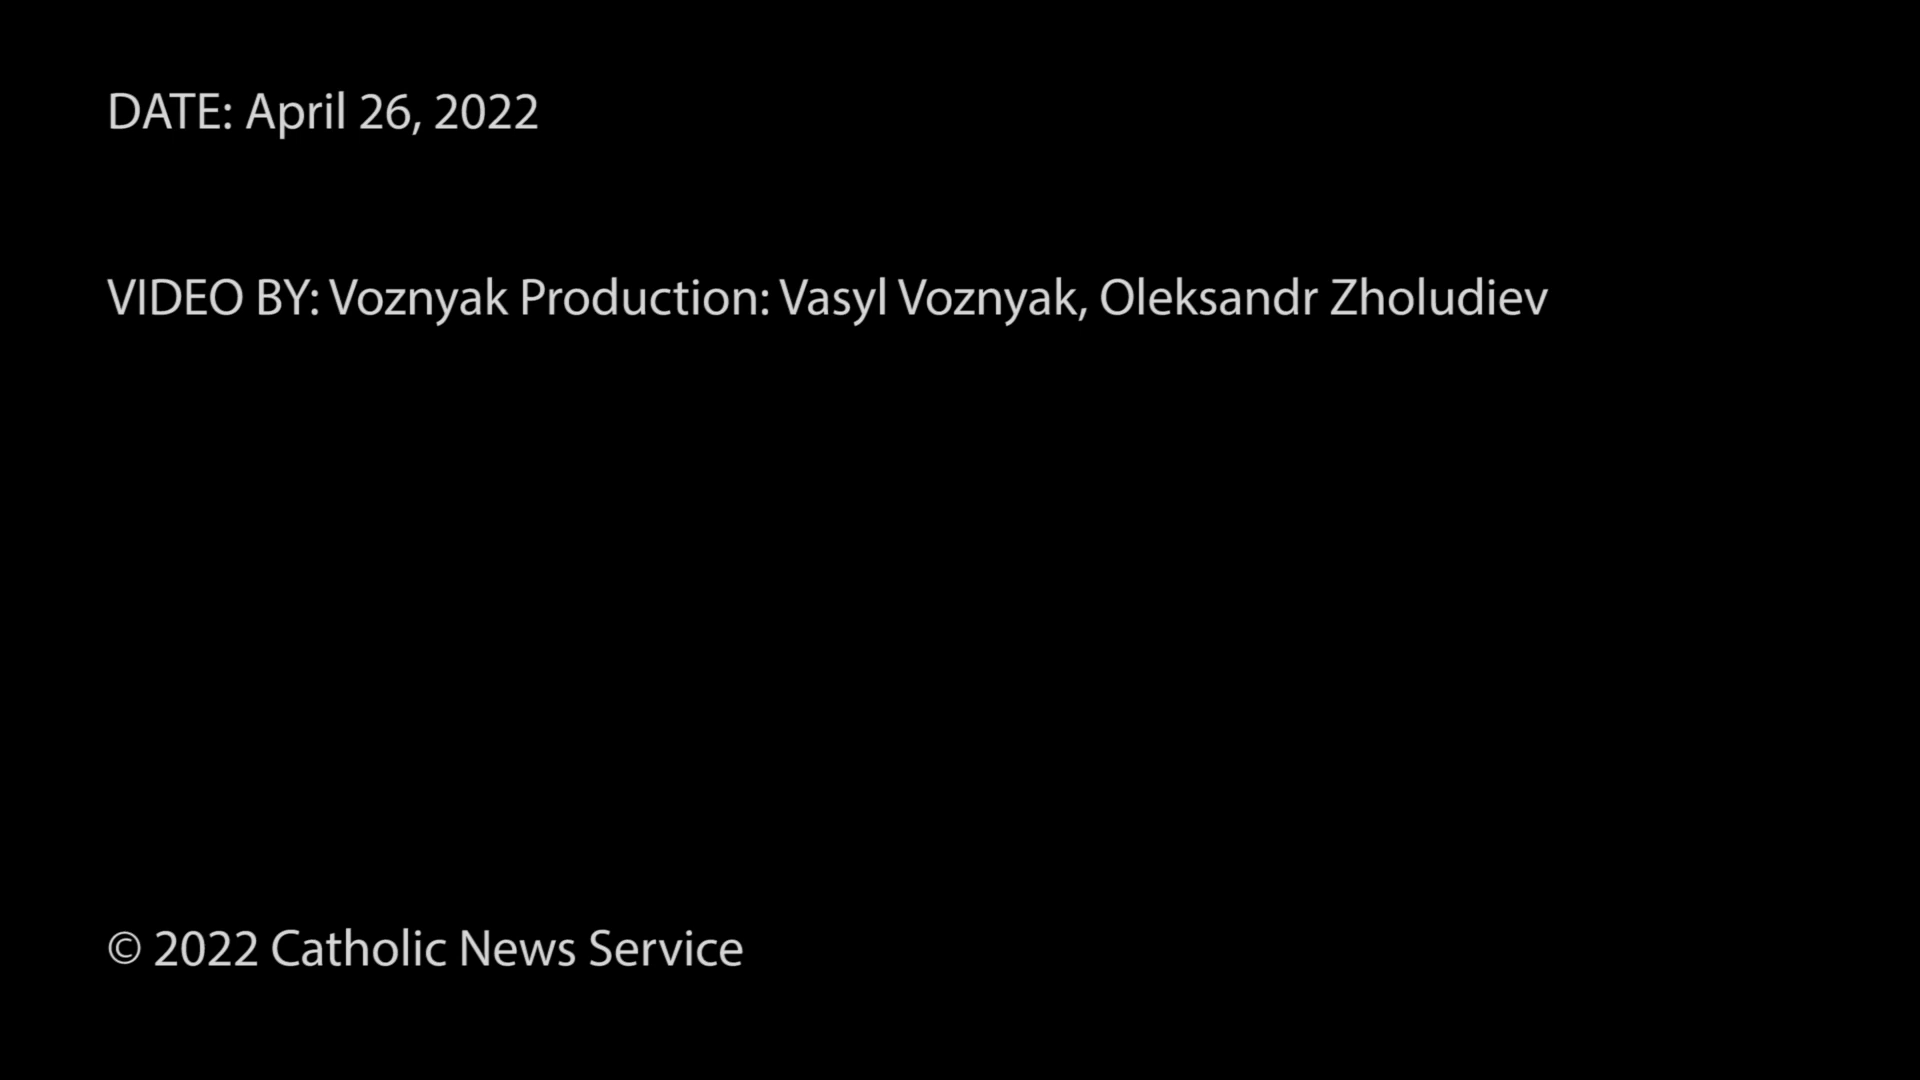 DATE: April 26, 2022
VIDEO BY: Voznyak Production: Vasyl Voznyak, Oleksandr Zholudiev
© 2022 Catholic News Service